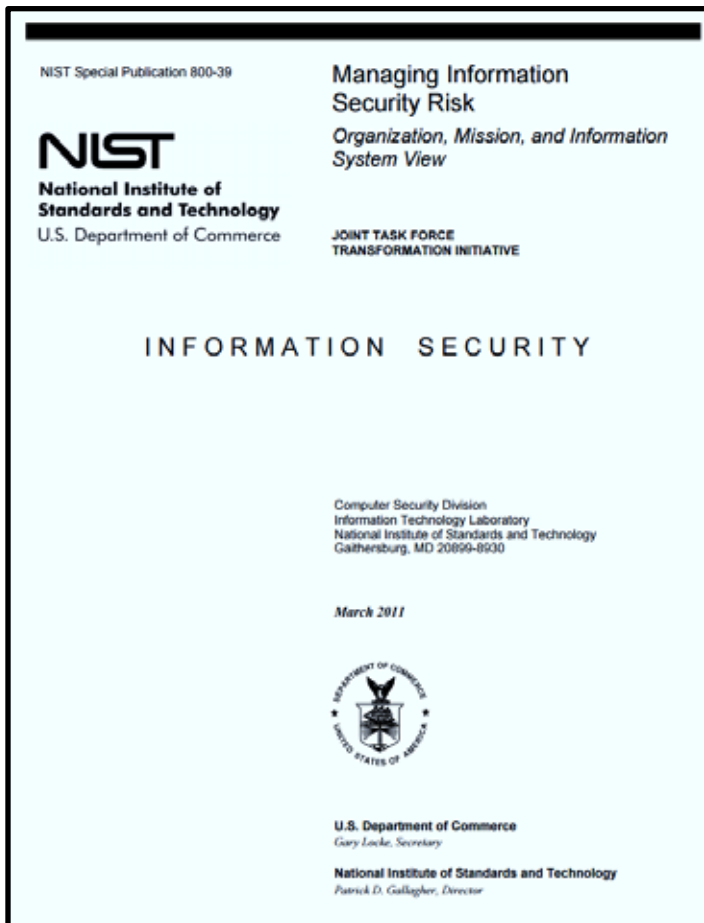 NIST Special Publication 800-39
Managing Information
Security Risk
Organization, Mission, and Information
System View
NIST
National Institute of
Standards and Technology
U.S. Department of Commerce
JOINT TASK FORCE
TRANSFORMATION INITIATIVE
INFORMATION SECURITY
Computer Security Division
Information Technology Laboratory
National Institute of Standards and Technology
Gaithersburg, MD 20899-8930
March 2011
DEPARTMENT OF COMMERCE
UNITED STATES OF AMERICA
U.S. Department of Commerce
Gary Locke, Secretary
National Institute of Standards and Technology
Patrick D. Gallagher, Director